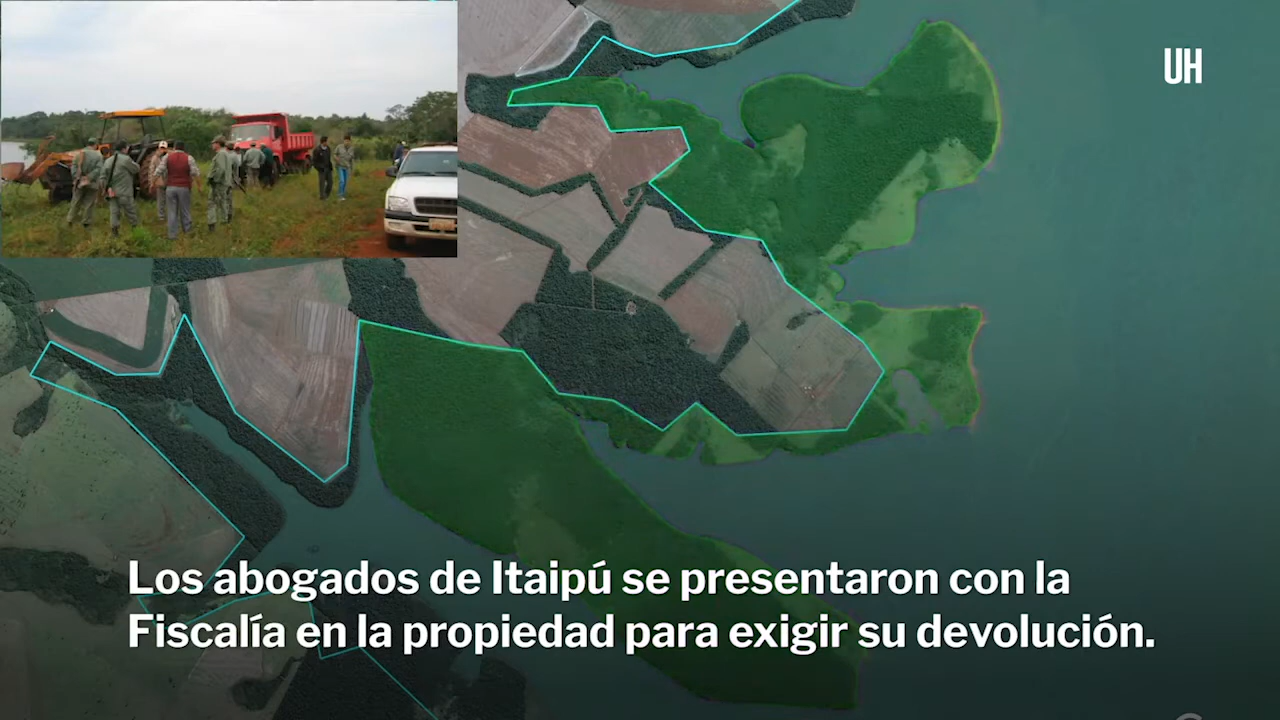 UH
Los abogados de Itaipú se presentaron con la
Fiscalía en la propiedad para exigir su devolución.